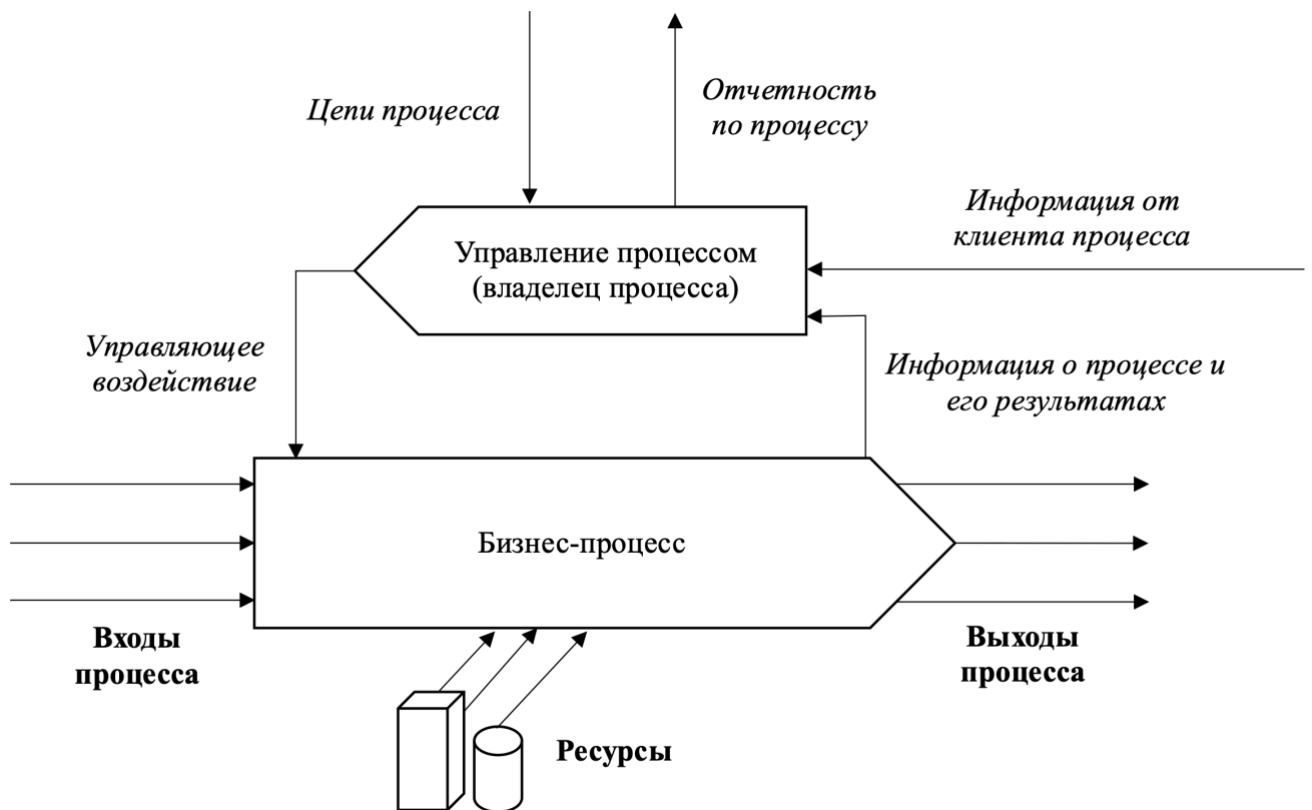 Цепи процесса
Отчетность
по процессу
Информация от
клиента процесса
Управление процессом
(владелец процесса)
Управляющее
воздействие
Информация о процессе и
его результатах
Бизнес-процесс
Входы
процесса
Выходы
процесса
Ресурсы